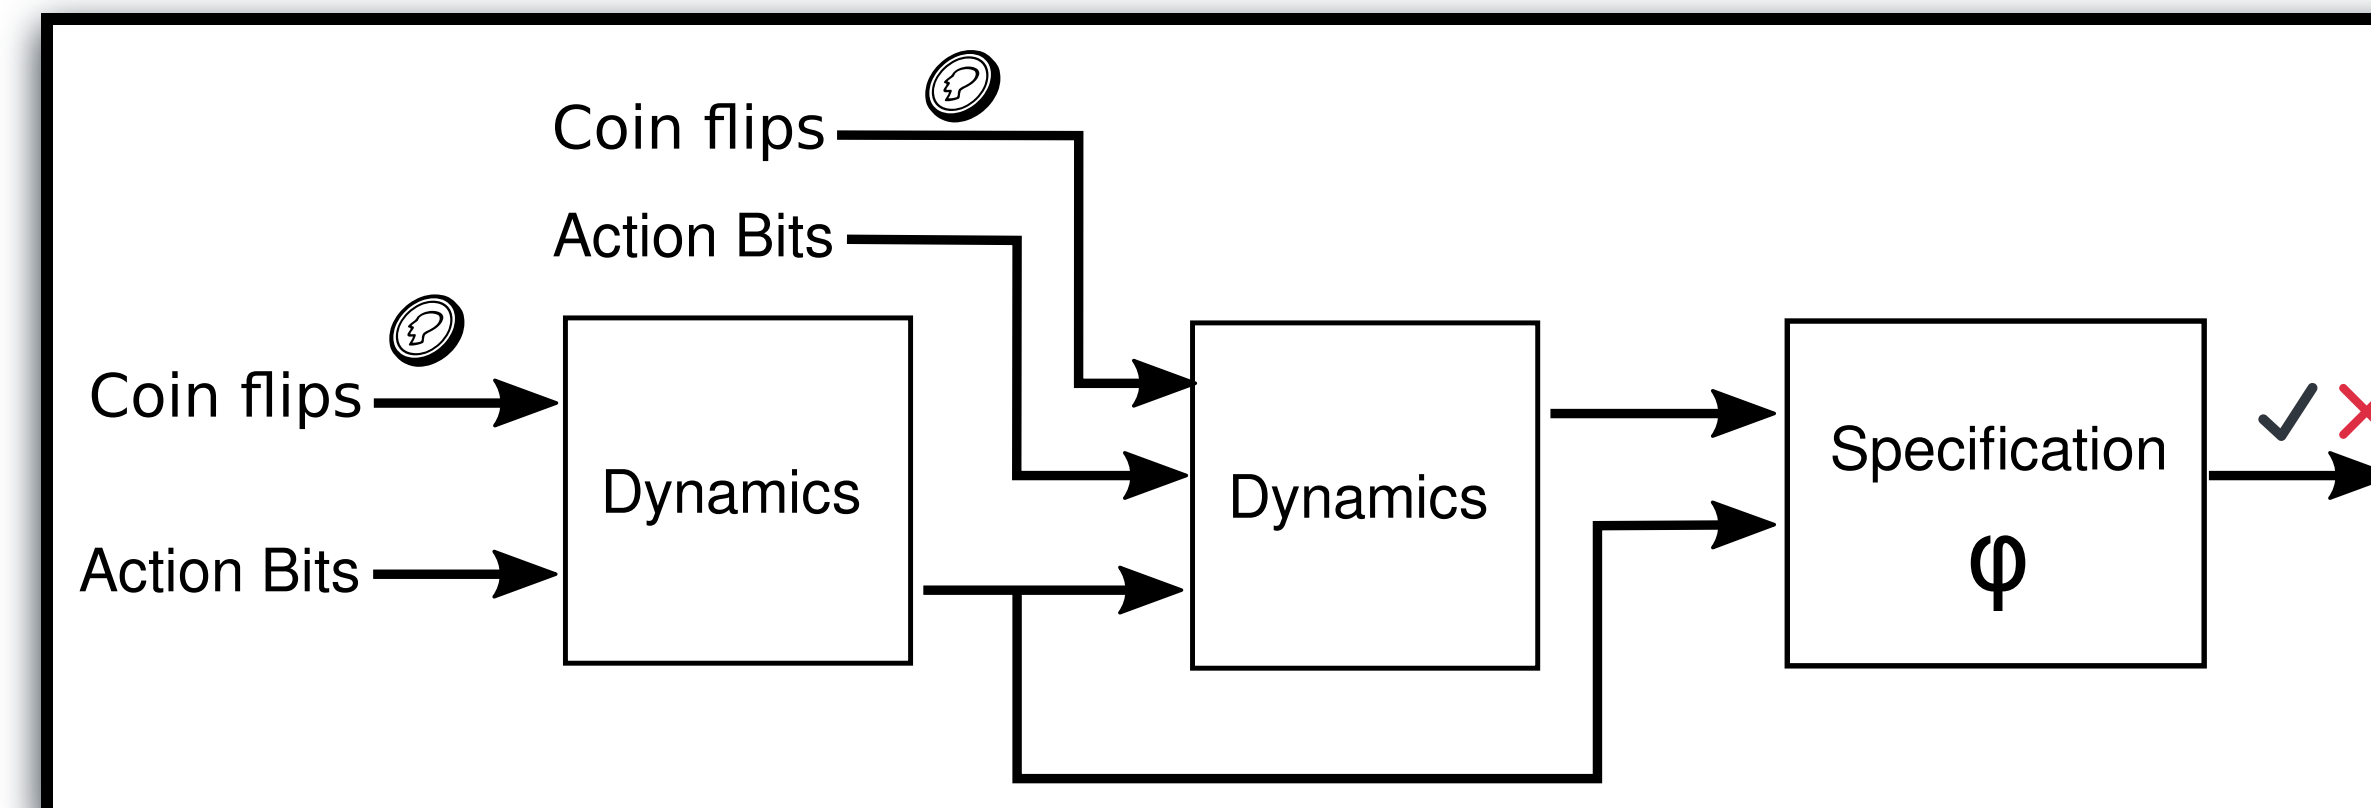 Coin flips
Action Bits
Coin flips
Action Bits
Dynamics
Dynamics
Specification
φ